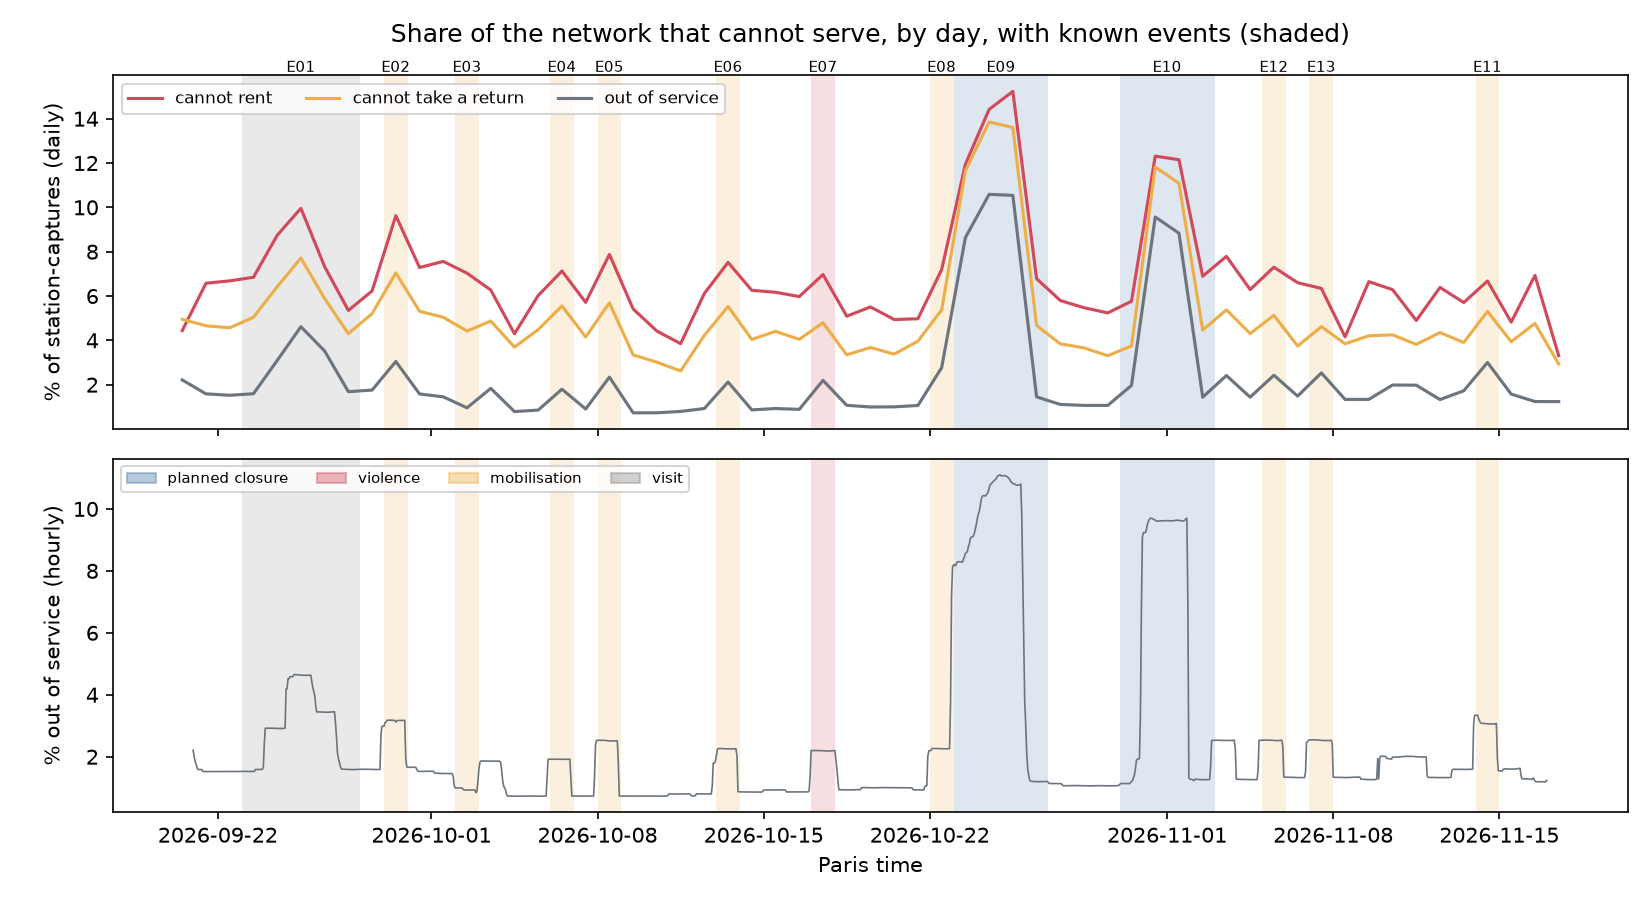 Share of the network that cannot serve, by day, with known events (shaded)
E01 E02 E03 E04 E05 E06 E07 E08 E09 E10 E12 E13 E11
cannot rent cannot take a return out of service
% of station-captures (daily)
14
12
10
8
6
4
2
planned closure violence mobilisation visit
% out of service (hourly)
10
8
6
4
2
2026-09-22 2026-10-01 2026-10-08 2026-10-15 2026-10-22 2026-11-01 2026-11-08 2026-11-15
Paris time